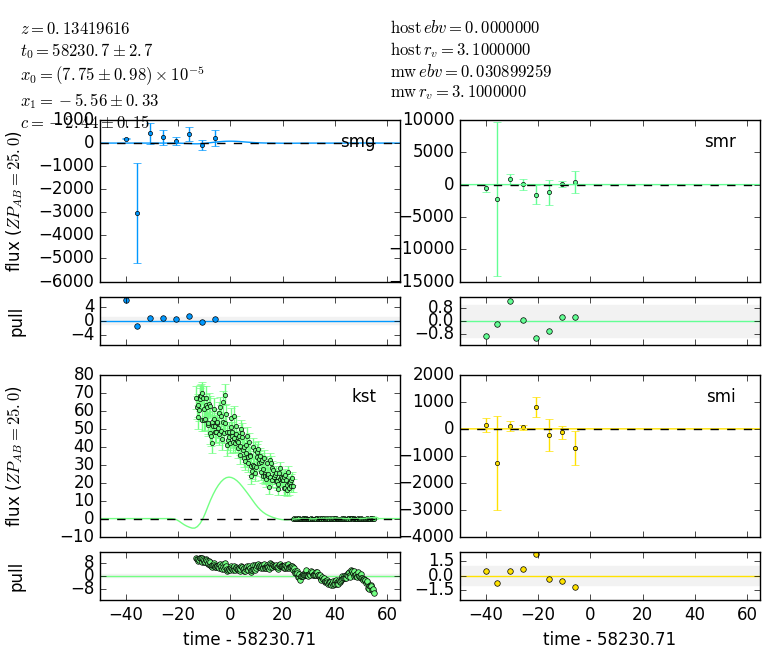 z = 0.13419616
t0 = 58230.7 ± 2.7
x0 = (7.75 ± 0.98) × 10^-5
x1 = −5.56 ± 0.33
host ebv = 0.0000000
host r_v = 3.1000000
mw ebv = 0.030899259
mw r_v = 3.1000000
flux (ZP_AB = 25.0)
1000
0
−1000
−2000
−3000
−4000
−5000
−6000
smg
10000
5000
0
−5000
−10000
−15000
smr
pull
4
0
−4
0.8
0.0
−0.8
flux (ZP_AB = 25.0)
80
70
60
50
40
30
20
10
0
−10
kst
2000
1000
0
−1000
−2000
−3000
−4000
smi
pull
8
0
−8
1.5
0.0
−1.5
−40 −20 0 20 40 60
−40 −20 0 20 40 60
time - 58230.71
time - 58230.71